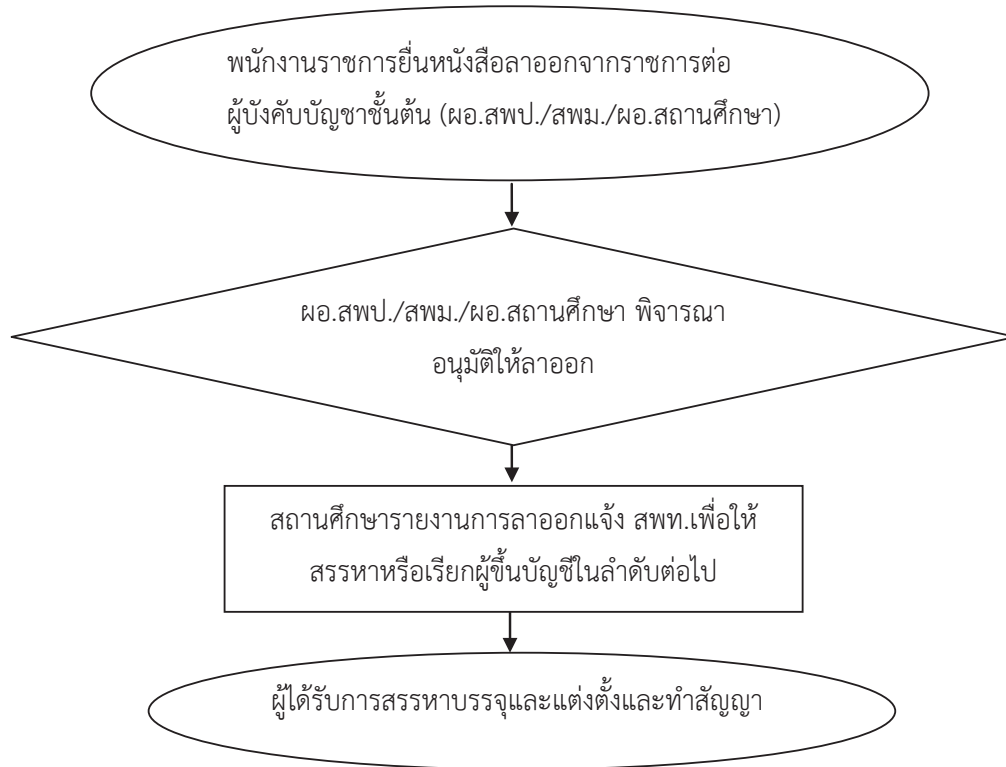 พนักงานราชการยื่นหนังสือลาออกจากราชการต่อ
ผู้บังคับบัญชาชั้นต้น (ผอ.สพป./สพม./ผอ.สถานศึกษา)
ผอ.สพป./สพม./ผอ.สถานศึกษา พิจารณา
อนุมัติให้ลาออก
สถานศึกษารายงานการลาออกแจ้ง สพท.เพื่อให้
สรรหาหรือเรียกผู้ขึ้นบัญชีในลำดับต่อไป
ผู้ได้รับการสรรหาบรรจุและแต่งตั้งและทำสัญญา